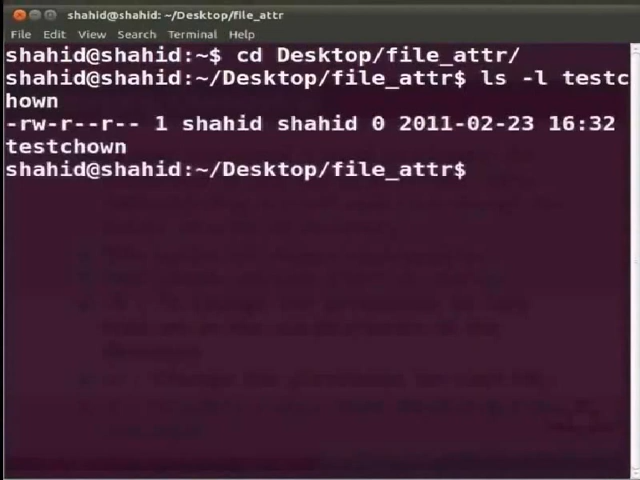 shahid@shahid: ~/Desktop/file_attr
File Edit View Search Terminal Help
shahid@shahid:~$ cd Desktop/file_attr/
shahid@shahid:~/Desktop/file_attr$ ls -l testc
hown
-rw-r--r-- 1 shahid shahid 0 2011-02-23 16:32
testchown
shahid@shahid:~/Desktop/file_attr$